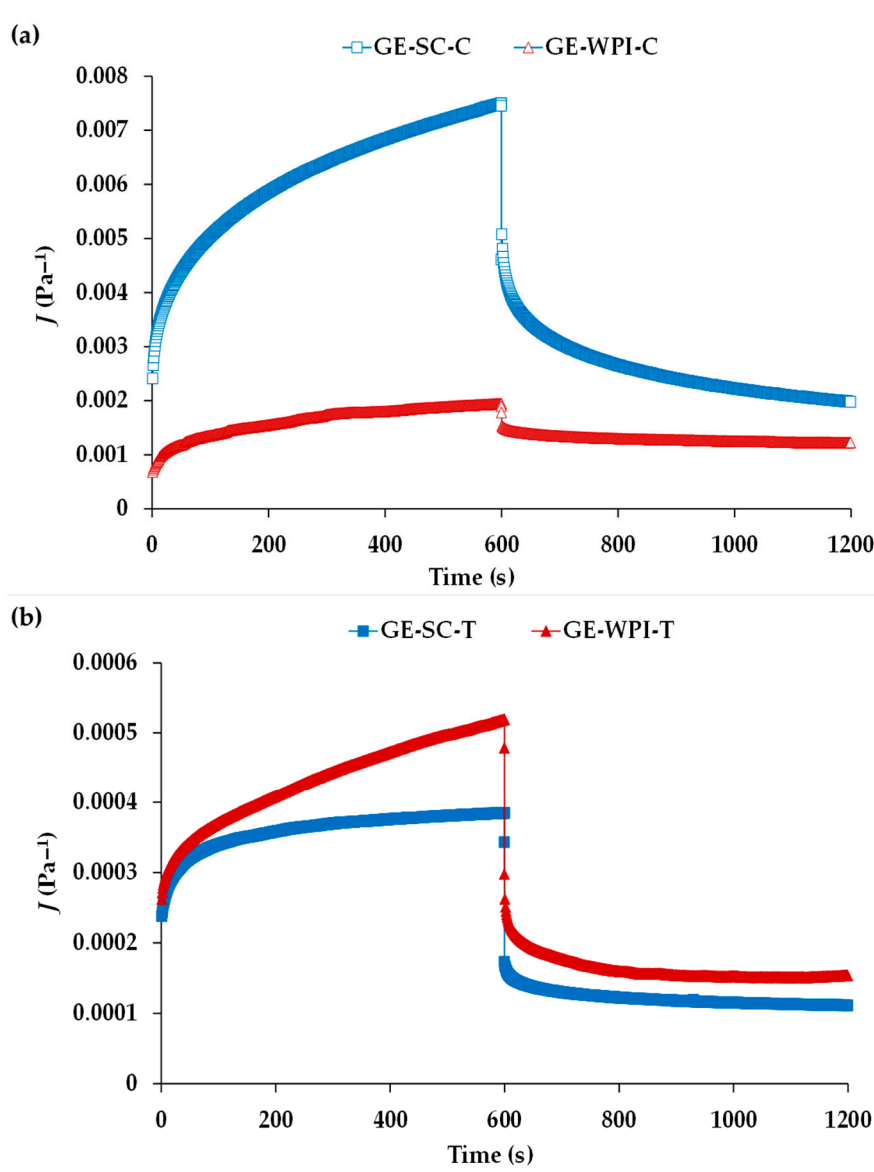 (a)
GE-SC-C GE-WPI-C
0.008
0.007
0.006
0.005
0.004
0.003
0.002
0.001
0
J (Pa–1)
0 200 400 600 800 1000 1200
Time (s)
(b)
GE-SC-T GE-WPI-T
0.0006
0.0005
0.0004
0.0003
0.0002
0.0001
0
J (Pa–1)
0 200 400 600 800 1000 1200
Time (s)